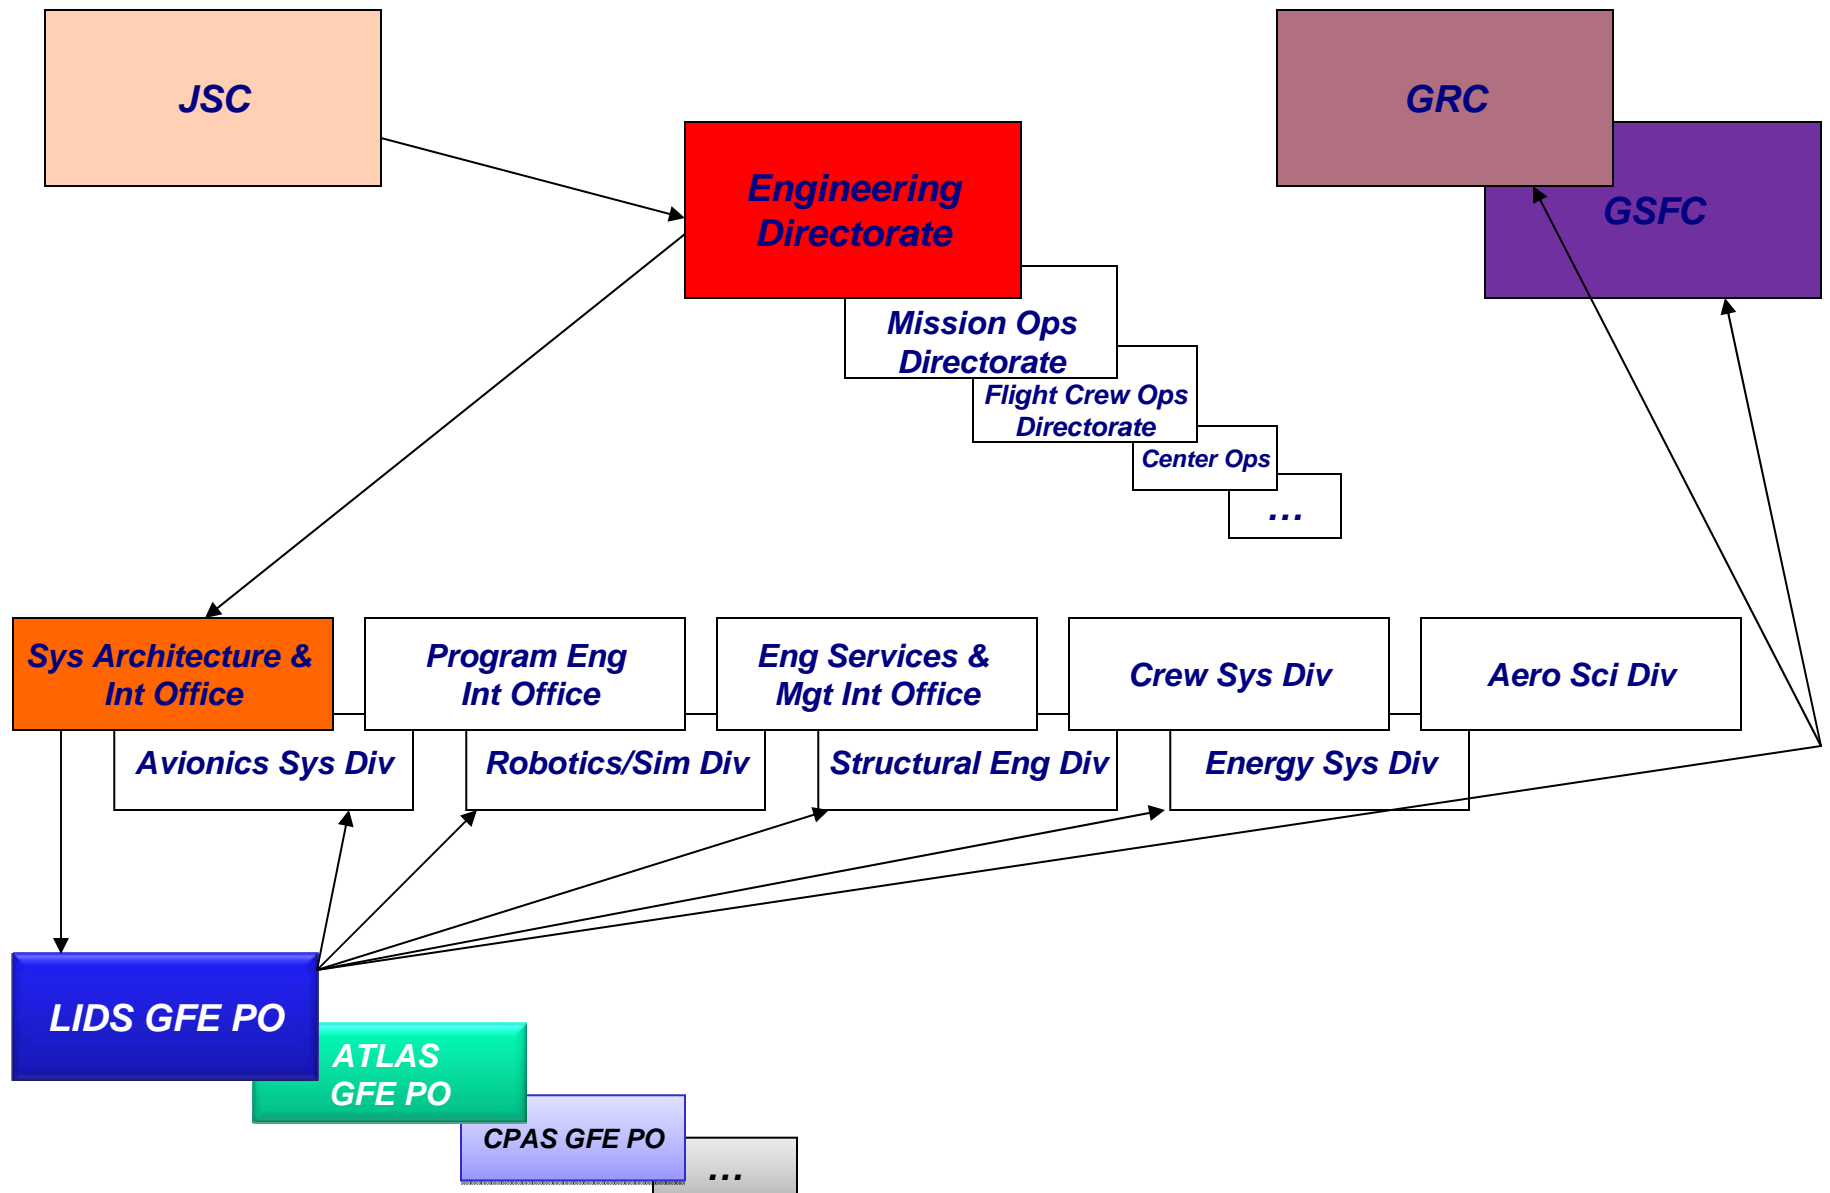 JSC
GRC
Engineering
Directorate
GSFC
Mission Ops
Directorate
Flight Crew Ops
Directorate
Center Ops
...
Sys Architecture &
Int Office
Program Eng
Int Office
Eng Services &
Mgt Int Office
Crew Sys Div
Aero Sci Div
Avionics Sys Div
Robotics/Sim Div
Structural Eng Div
Energy Sys Div
LIDS GFE PO
ATLAS
GFE PO
CPAS GFE PO
...